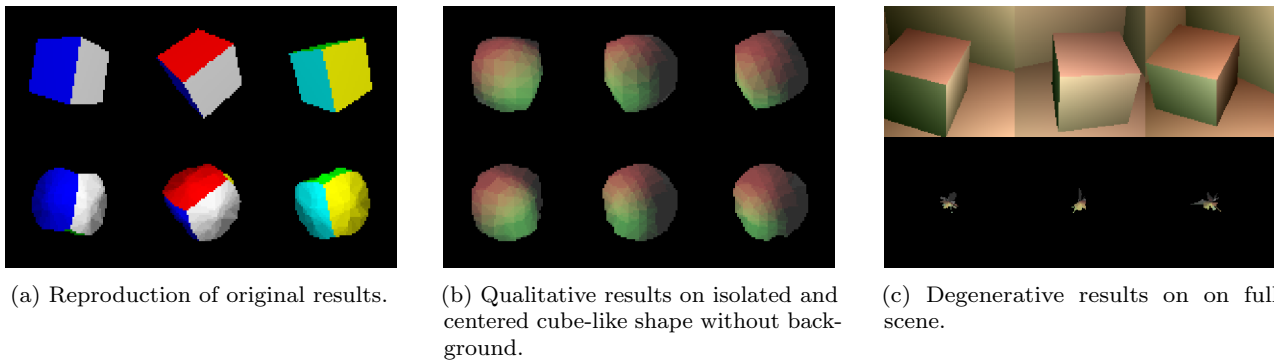 (a) Reproduction of original results.
(b) Qualitative results on isolated and
centered cube-like shape without back-
ground.
(c) Degenerative results on on full
scene.